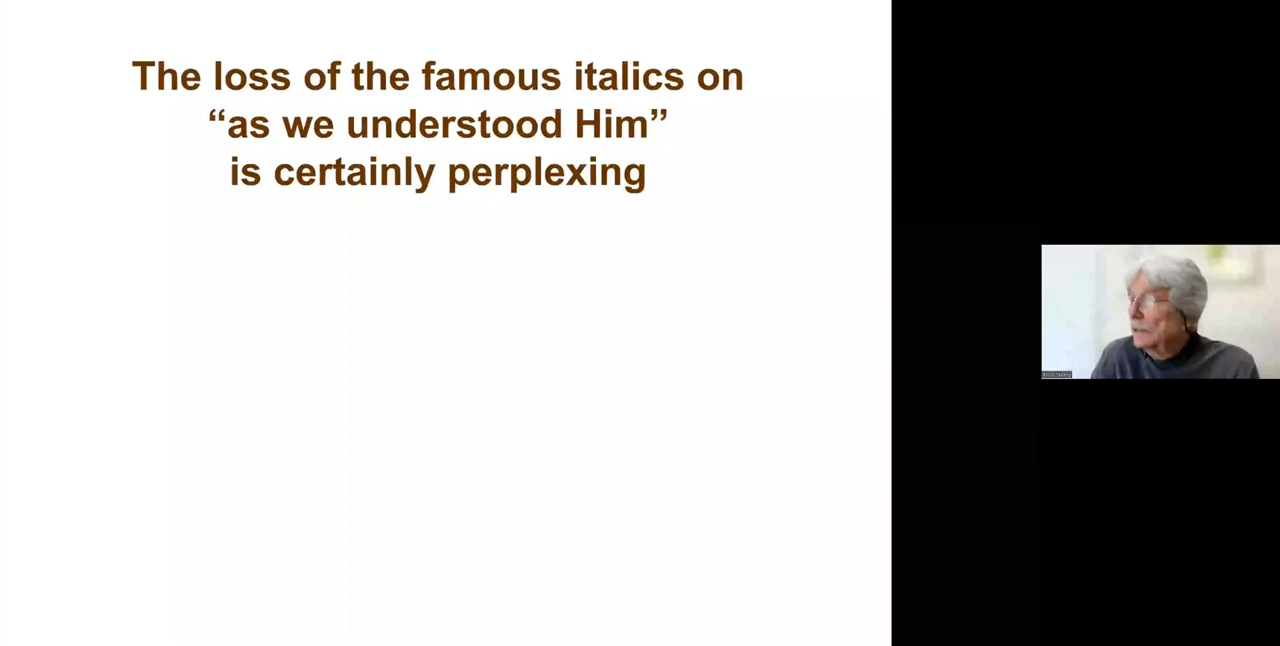 The loss of the famous italics on
“as we understood Him”
is certainly perplexing